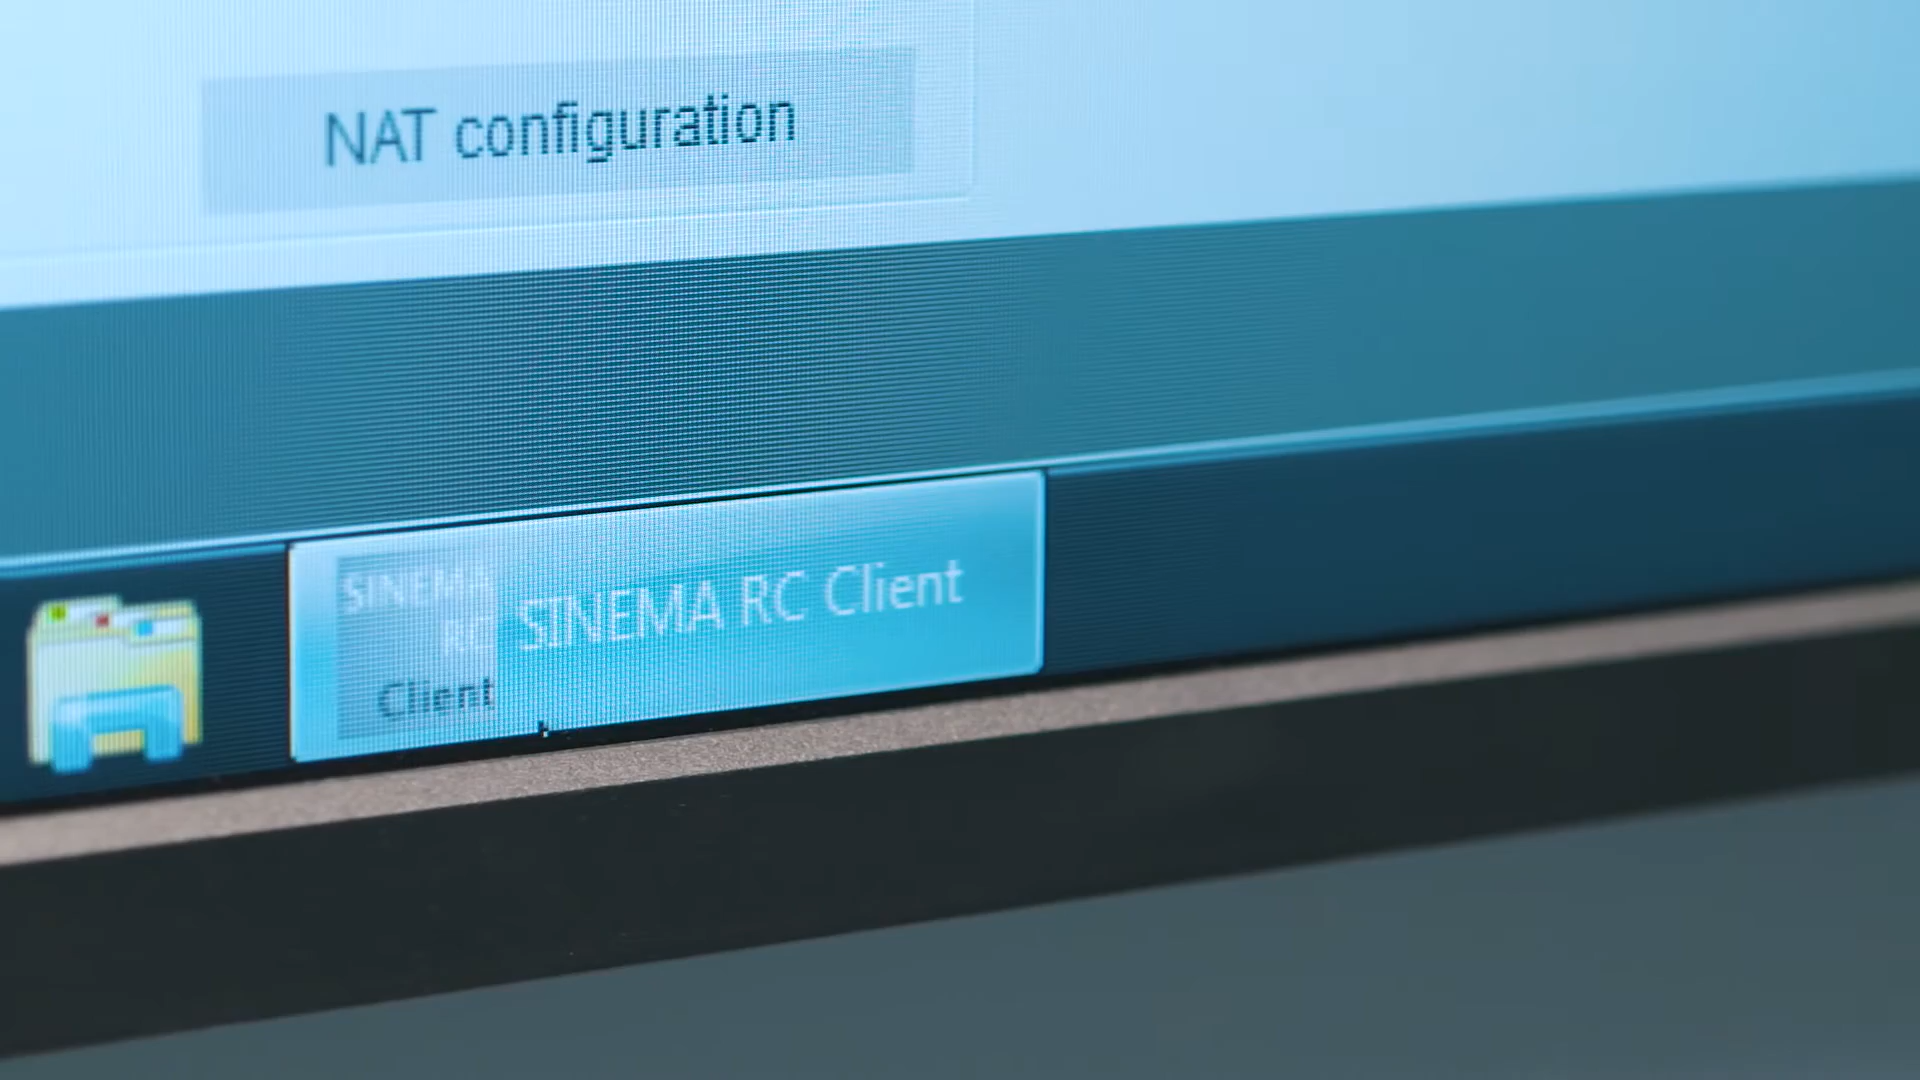 NAT configuration
SINEMA
RC
Client
SINEMA RC Client